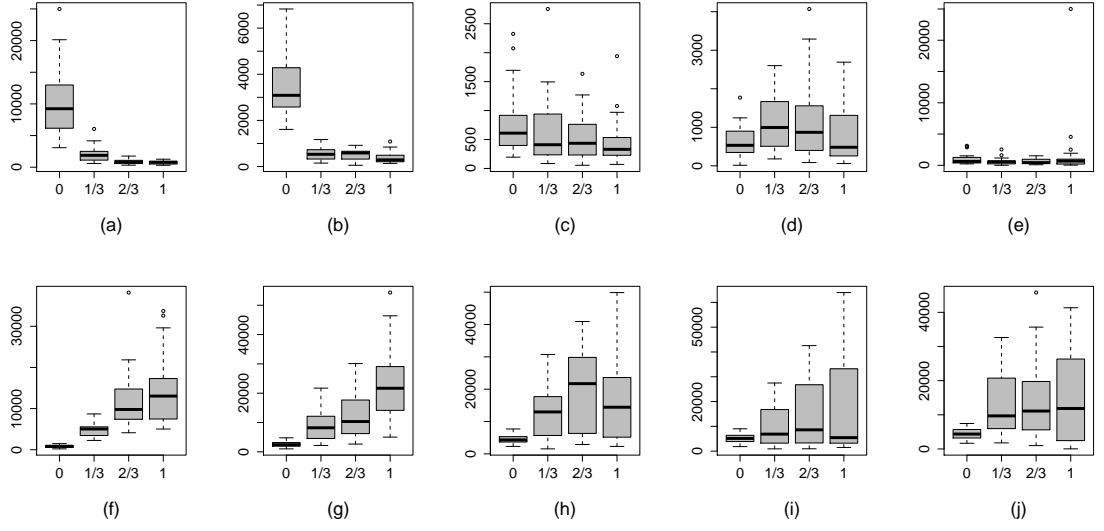 0 10000 20000
0 1/3 2/3 1
(a)
0 2000 4000 6000 7000
0 1/3 2/3 1
(b)
500 1500 2500
0 1/3 2/3 1
(c)
0 1000 3000
0 1/3 2/3 1
(d)
0 5000 10000 20000
0 1/3 2/3 1
(e)
0 10000 30000
0 1/3 2/3 1
(f)
0 20000 40000
0 1/3 2/3 1
(g)
0 20000 40000
0 1/3 2/3 1
(h)
0 20000 50000
0 1/3 2/3 1
(i)
0 20000 40000
0 1/3 2/3 1
(j)